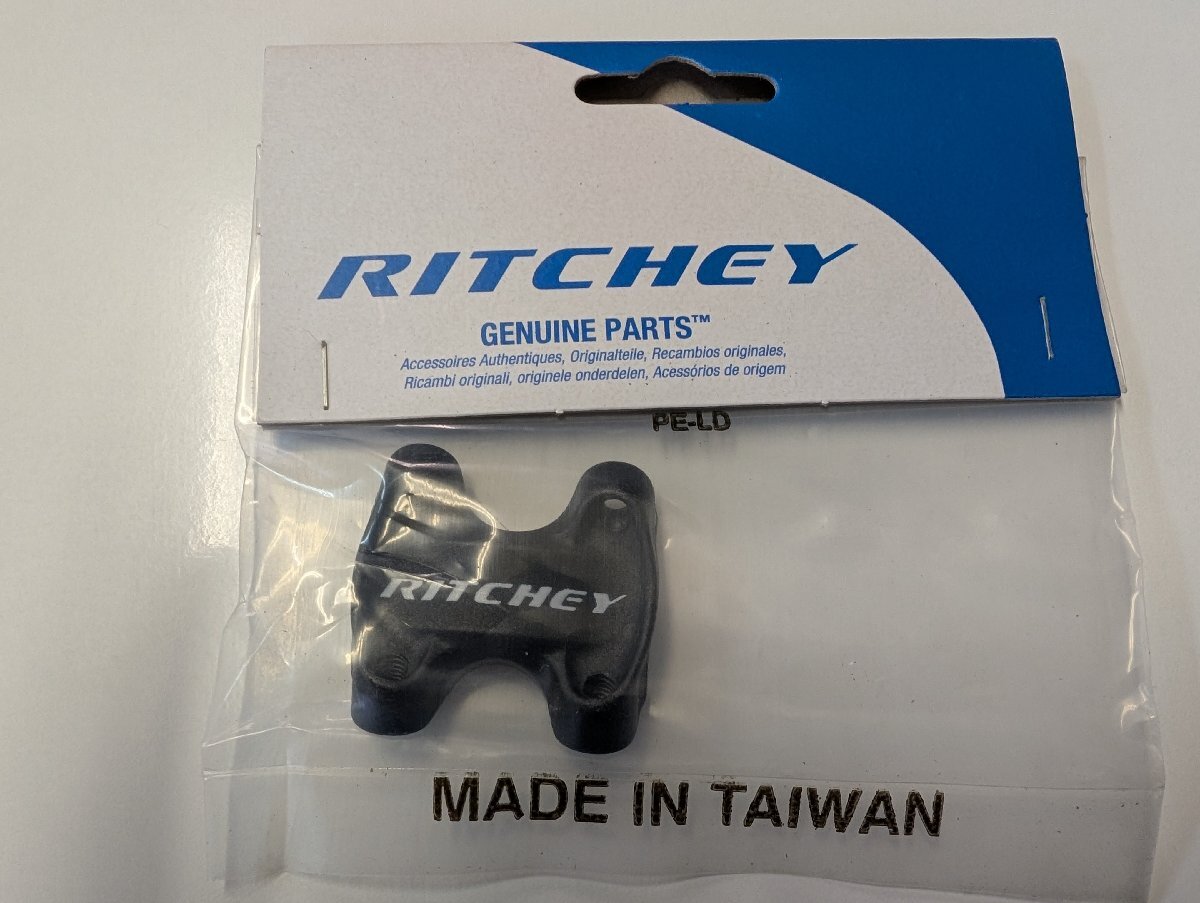 RITCHEY
GENUINE PARTS™
Accessoires Authentiques, Originalteile, Recambios originales,
Ricambi originali, originele onderdelen, Acessórios de origem
PE-LD
RITCHEY
MADE IN TAIWAN